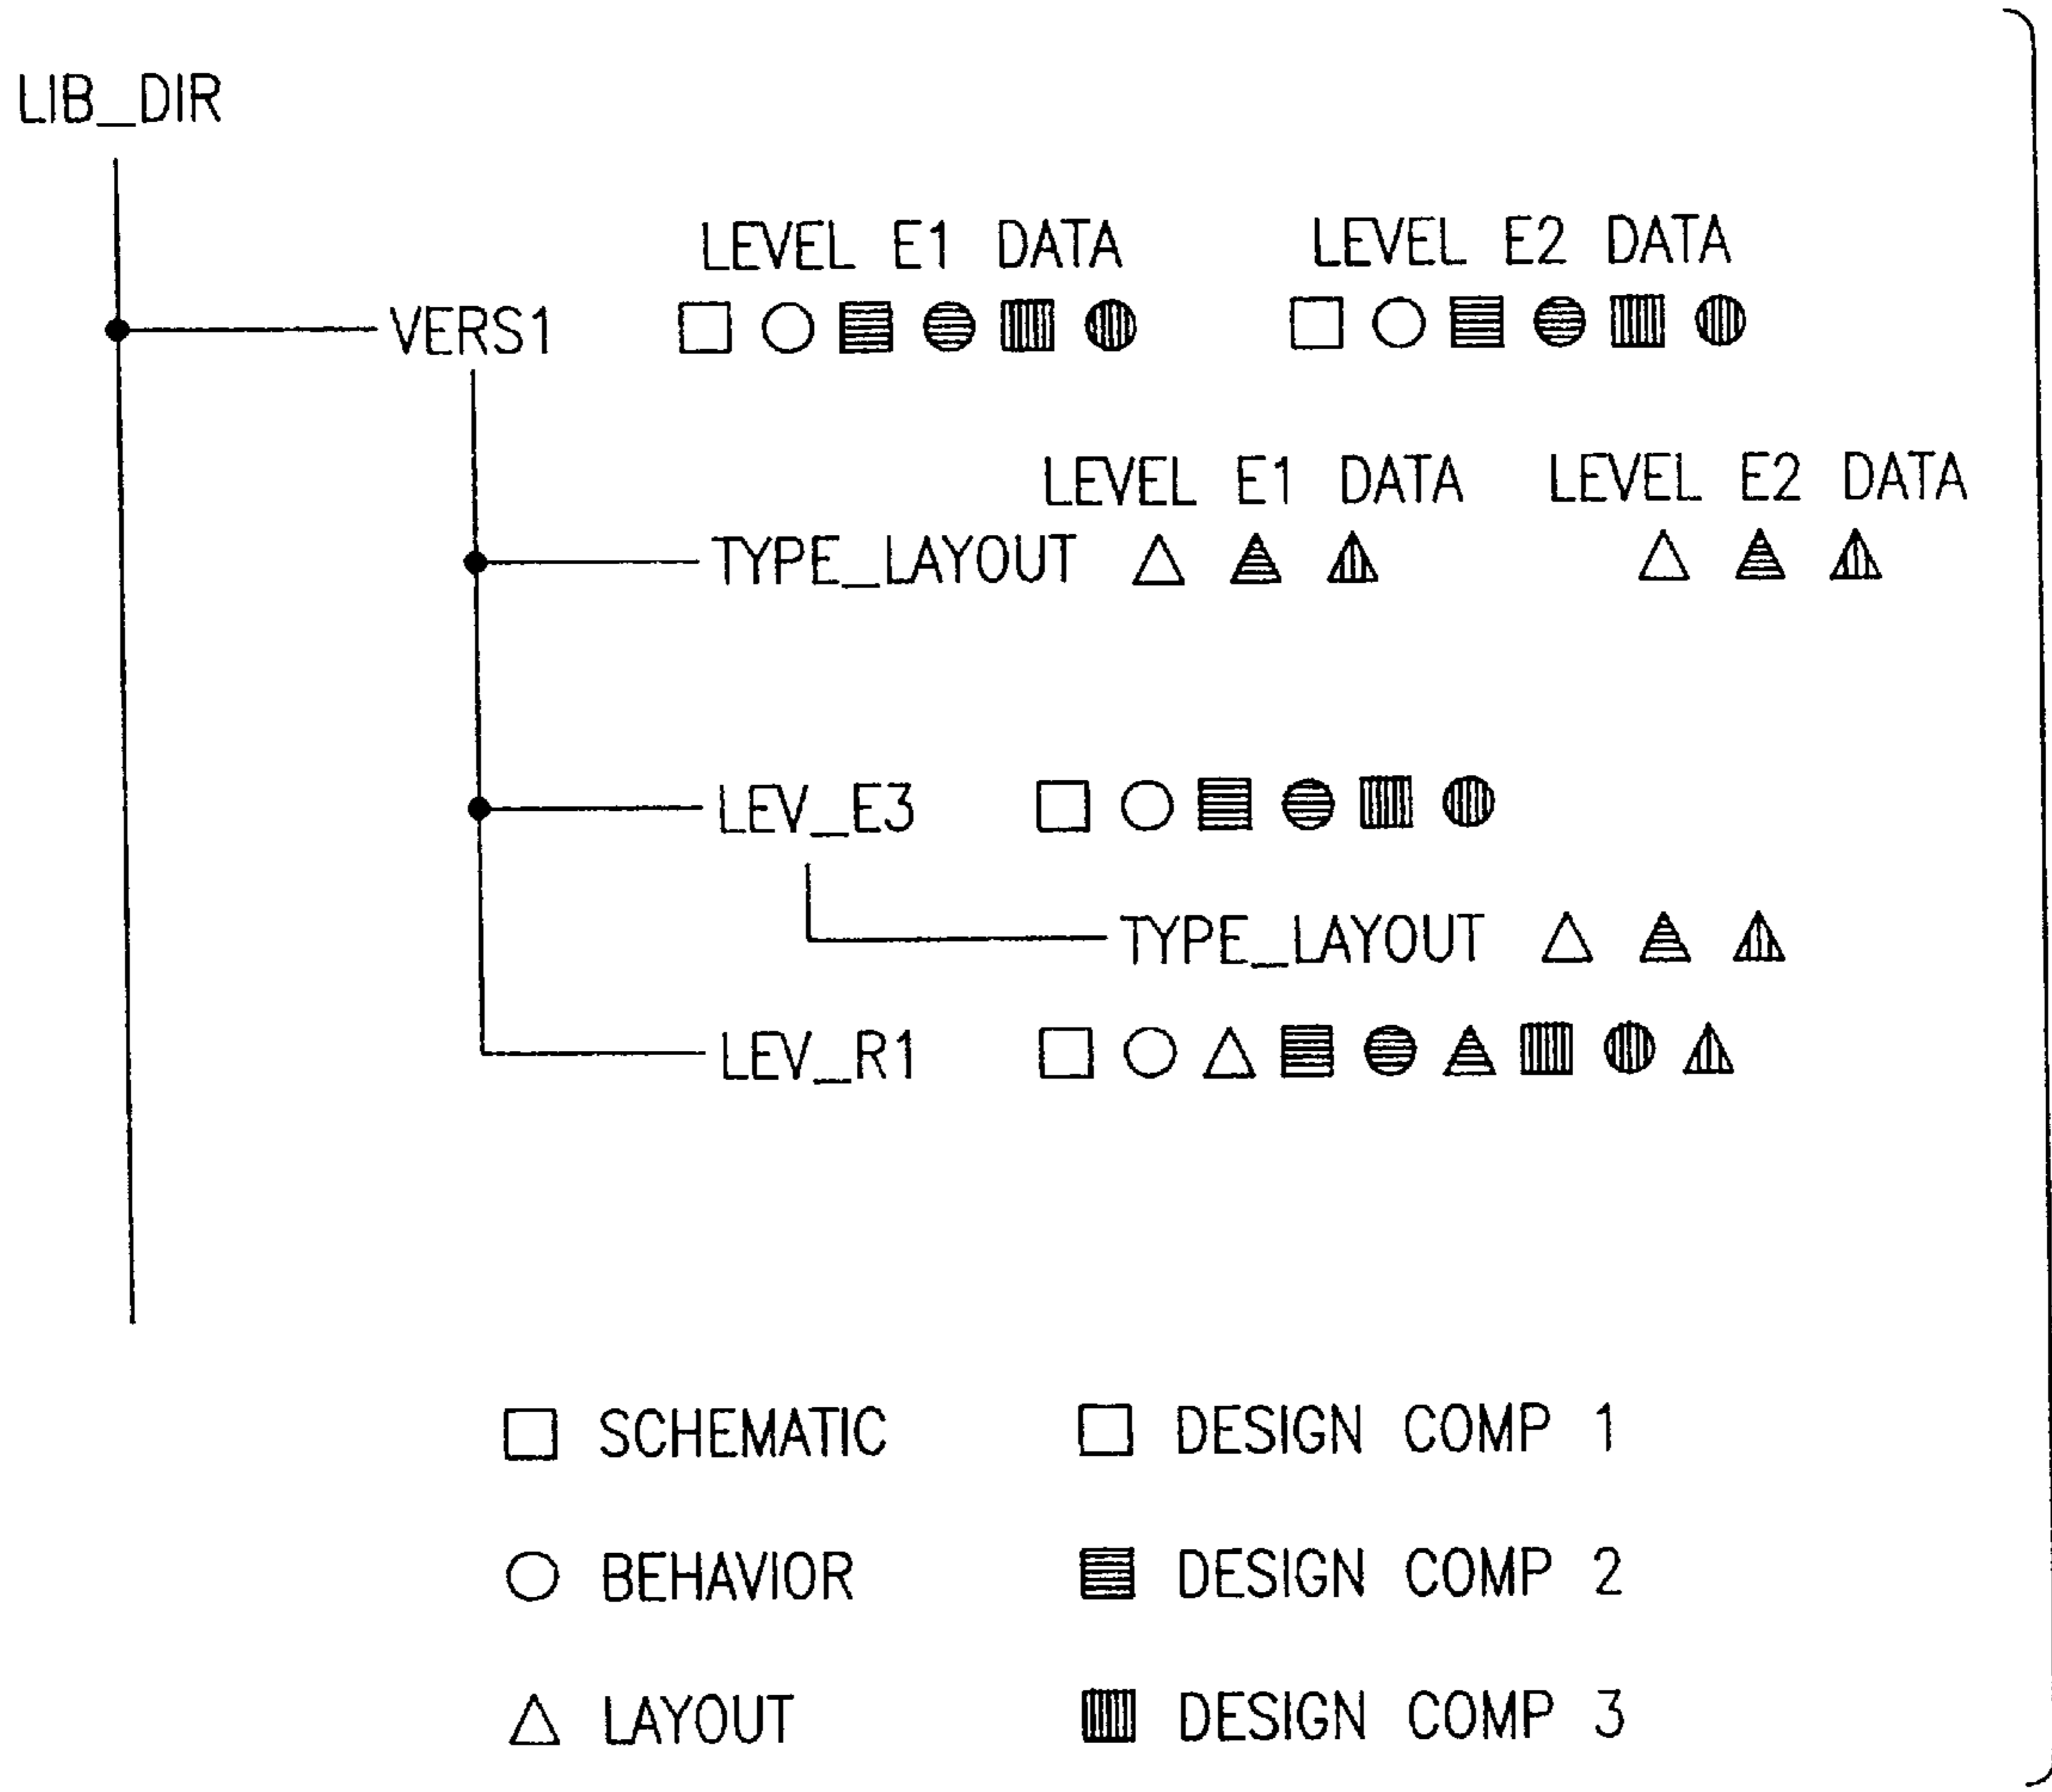 LIB_DIR
LEVEL E1 DATA LEVEL E2 DATA
VERS1
LEVEL E1 DATA LEVEL E2 DATA
TYPE_LAYOUT
LEV_E3
TYPE_LAYOUT
LEV_R1
SCHEMATIC DESIGN COMP 1
BEHAVIOR DESIGN COMP 2
LAYOUT DESIGN COMP 3